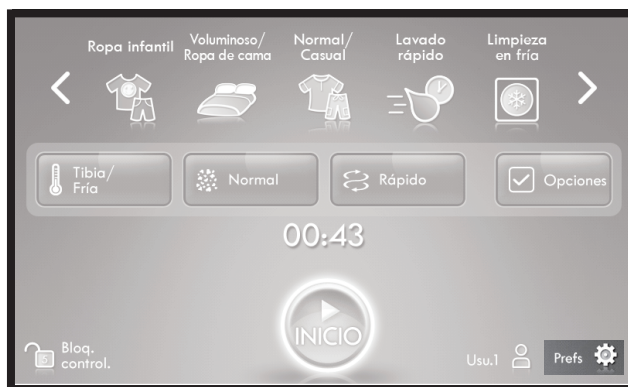 Ropa infantil
Voluminoso/
Ropa de cama
Normal/
Casual
Lavado
rápido
Limpieza
en fría
Tibia/
Fría
Normal
Rápido
Opciones
00:43
INICIO
Bloq.
control.
Usu.1
Prefs